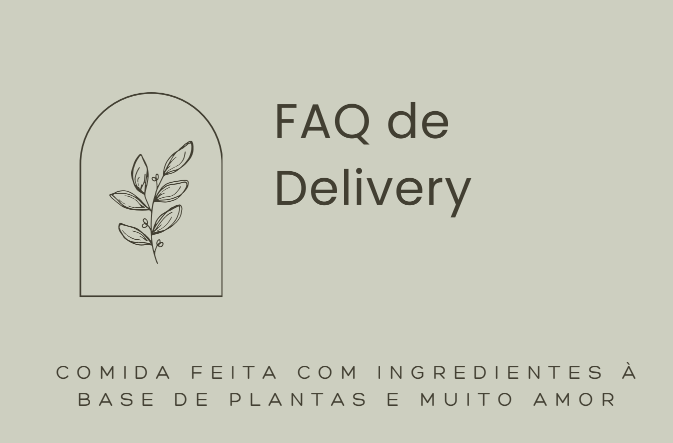 FAQ de
Delivery
COMIDA FEITA COM INGREDIENTES À
BASE DE PLANTAS E MUITO AMOR